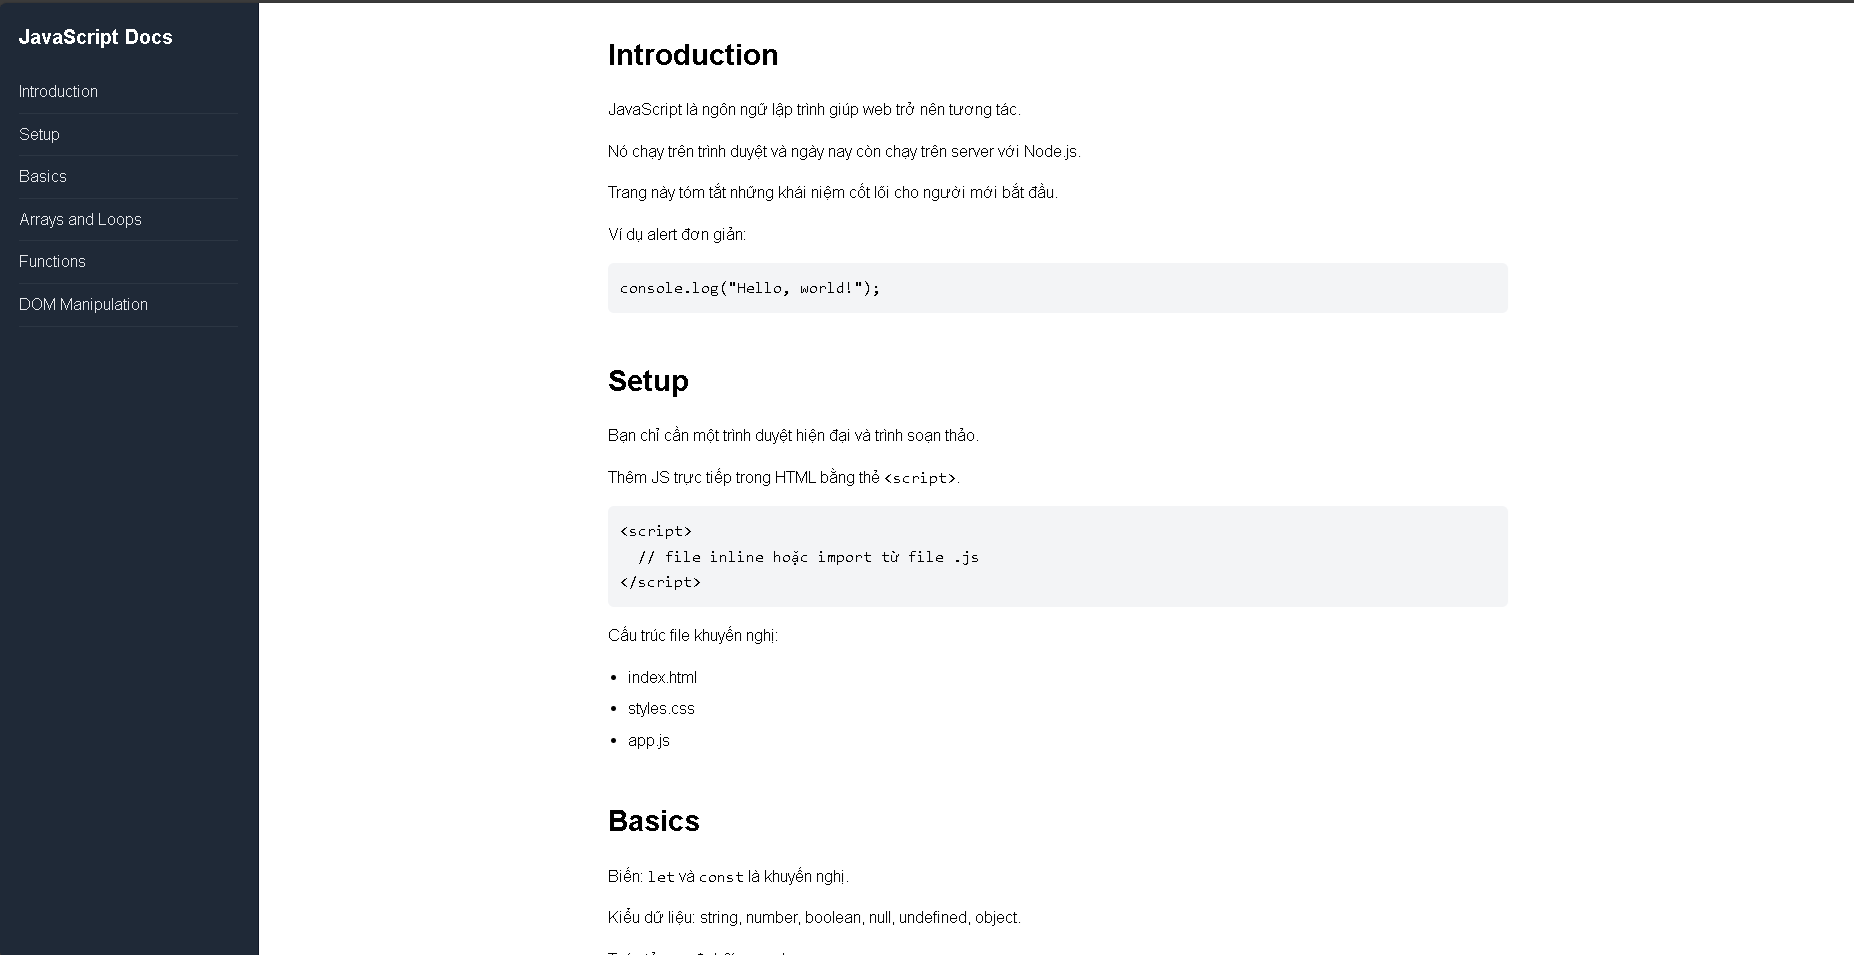 JavaScript Docs
Introduction
Setup
Basics
Arrays and Loops
Functions
DOM Manipulation
Introduction
JavaScript là ngôn ngữ lập trình giúp web trở nên tương tác.
Nó chạy trên trình duyệt và ngày nay còn chạy trên server với Node.js.
Trang này tóm tắt những khái niệm cốt lõi cho người mới bắt đầu.
Ví dụ alert đơn giản:
console.log("Hello, world!");
Setup
Bạn chỉ cần một trình duyệt hiện đại và trình soạn thảo.
Thêm JS trực tiếp trong HTML bằng thẻ <script>.
<script>
// file inline hoặc import từ file .js
</script>
Cấu trúc file khuyến nghị:
index.html
styles.css
app.js
Basics
Biến: let và const là khuyến nghị.
Kiểu dữ liệu: string, number, boolean, null, undefined, object.